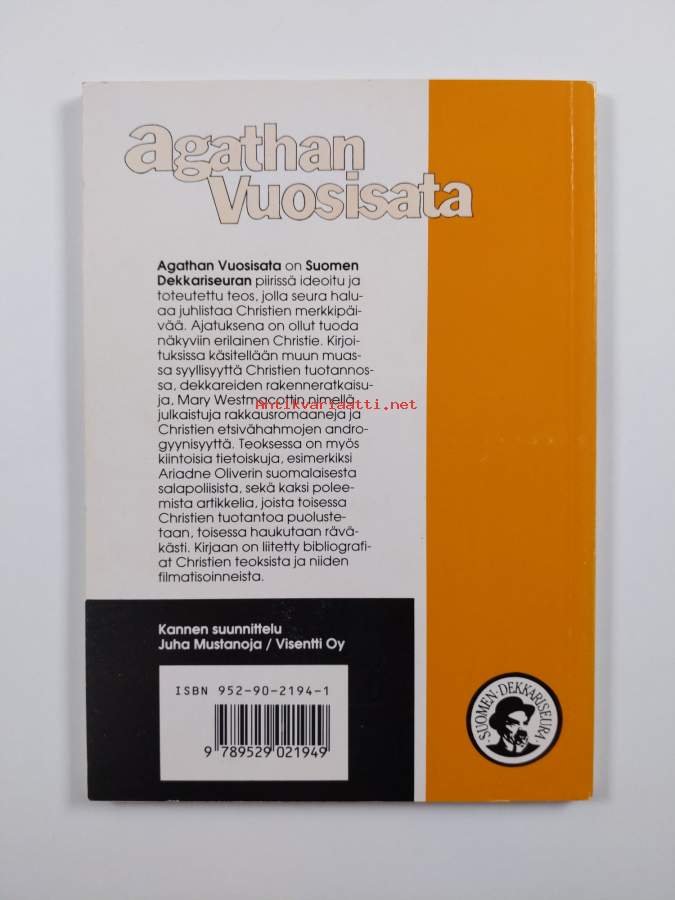 agathan
Vuosisata
Agathan Vuosisata on Suomen
Dekkariseuran piirissä ideoitu ja
toteutettu teos, jolla seura halu-
aa juhlistaa Christien merkkipäi-
vää. Ajatuksena on ollut tuoda
näkyviin erilainen Christie. Kirjoi-
tuksissa käsitellään muun muas-
sa syyllisyyttä Christien tuotannos-
sa, dekkareiden rakenneratkaisu-
ja, Mary Westmacottin nimellä
Antikvariaatti.net
julkaistuja rakkausromaaneja ja
Christien etsivähahmojen andro-
gyynisyyttä. Teoksessa on myös
kiintoisia tietoiskuja, esimerkiksi
Ariadne Oliverin suomalaisesta
salapoliisista, sekä kaksi polee-
mista artikkelia, joista toisessa
Christien tuotantoa puoluste-
taan, toisessa haukutaan rävä-
kästi. Kirjaan on liitetty bibliografi-
at Christien teoksista ja niiden
filmatisoinneista.
Kannen suunnittelu
Juha Mustanoja / Visentti Oy
ISBN 952-90-2194-1
9 789529 021949
· SUOMEN · DEKKARISEURA ·